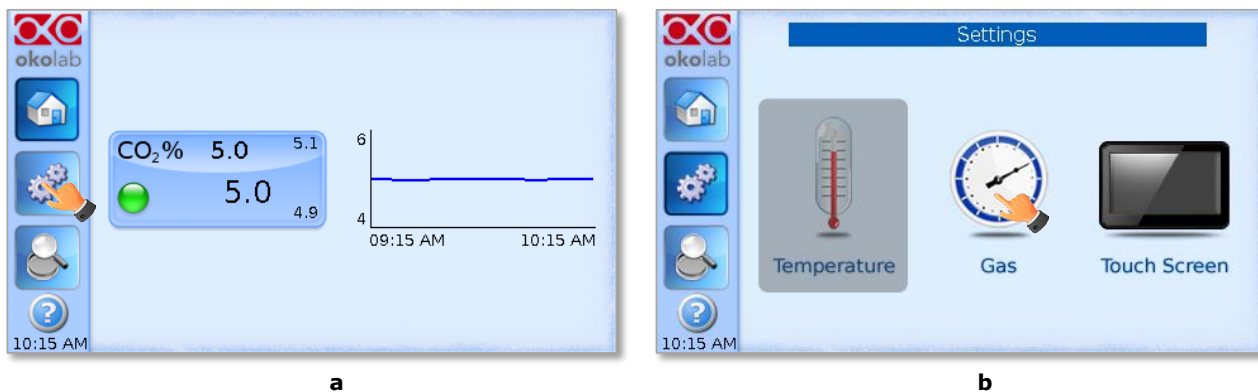 okolab
CO₂% 5.0 5.1
5.0
4.9
6
4
09:15 AM 10:15 AM
10:15 AM
a
okolab
Settings
Temperature Gas Touch Screen
10:15 AM
b